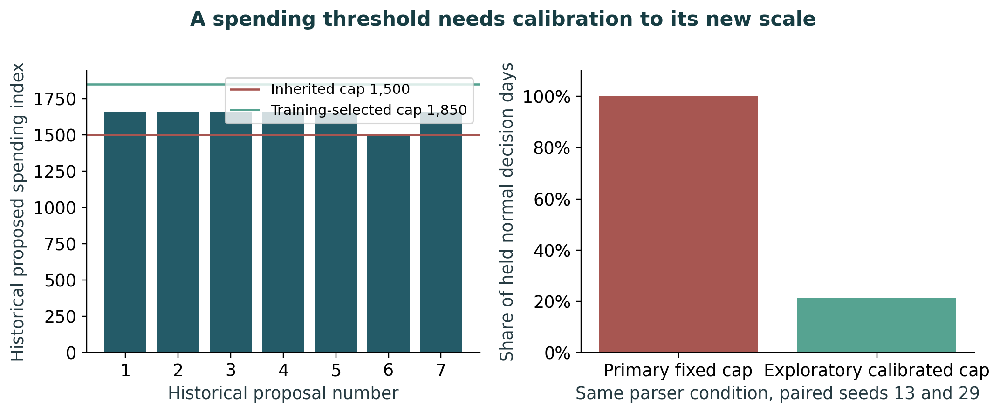 A spending threshold needs calibration to its new scale
Historical proposed spending index
1750
1500
1250
1000
750
500
250
0
Inherited cap 1,500
Training-selected cap 1,850
1 2 3 4 5 6 7
Historical proposal number
Share of held normal decision days
100%
80%
60%
40%
20%
0%
Primary fixed cap Exploratory calibrated cap
Same parser condition, paired seeds 13 and 29